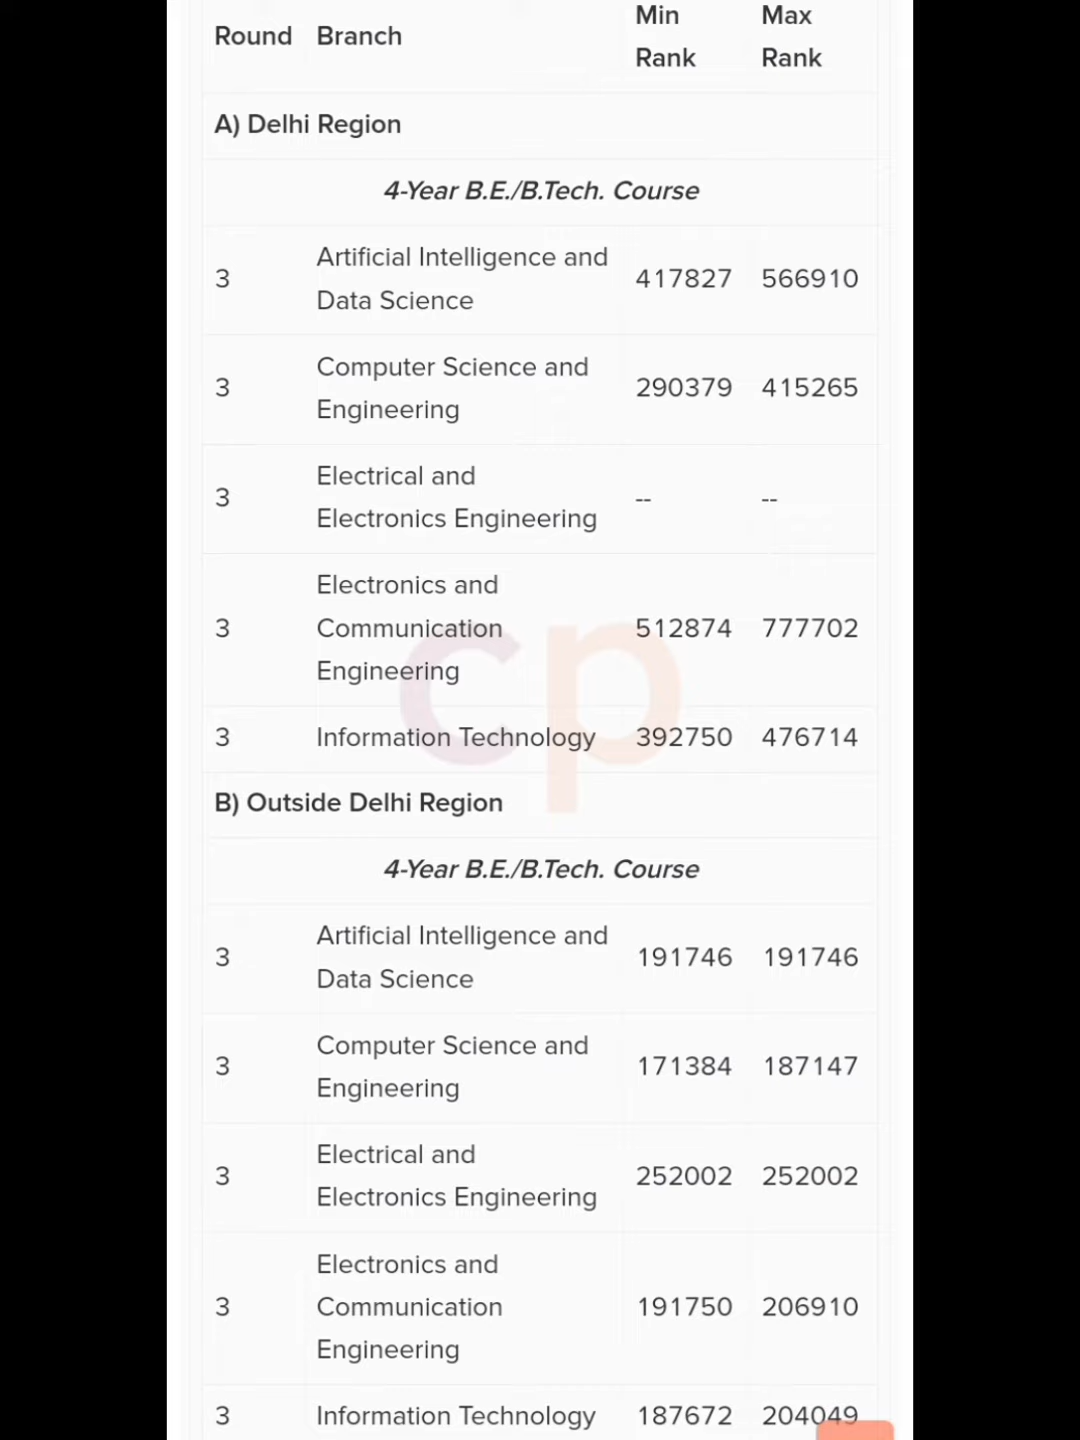 Round Branch Min Rank Max Rank
A) Delhi Region
4-Year B.E./B.Tech. Course
3 Artificial Intelligence and Data Science 417827 566910
3 Computer Science and Engineering 290379 415265
3 Electrical and Electronics Engineering -- --
3 Electronics and Communication Engineering 512874 777702
3 Information Technology 392750 476714
cp
B) Outside Delhi Region
4-Year B.E./B.Tech. Course
3 Artificial Intelligence and Data Science 191746 191746
3 Computer Science and Engineering 171384 187147
3 Electrical and Electronics Engineering 252002 252002
3 Electronics and Communication Engineering 191750 206910
3 Information Technology 187672 204049